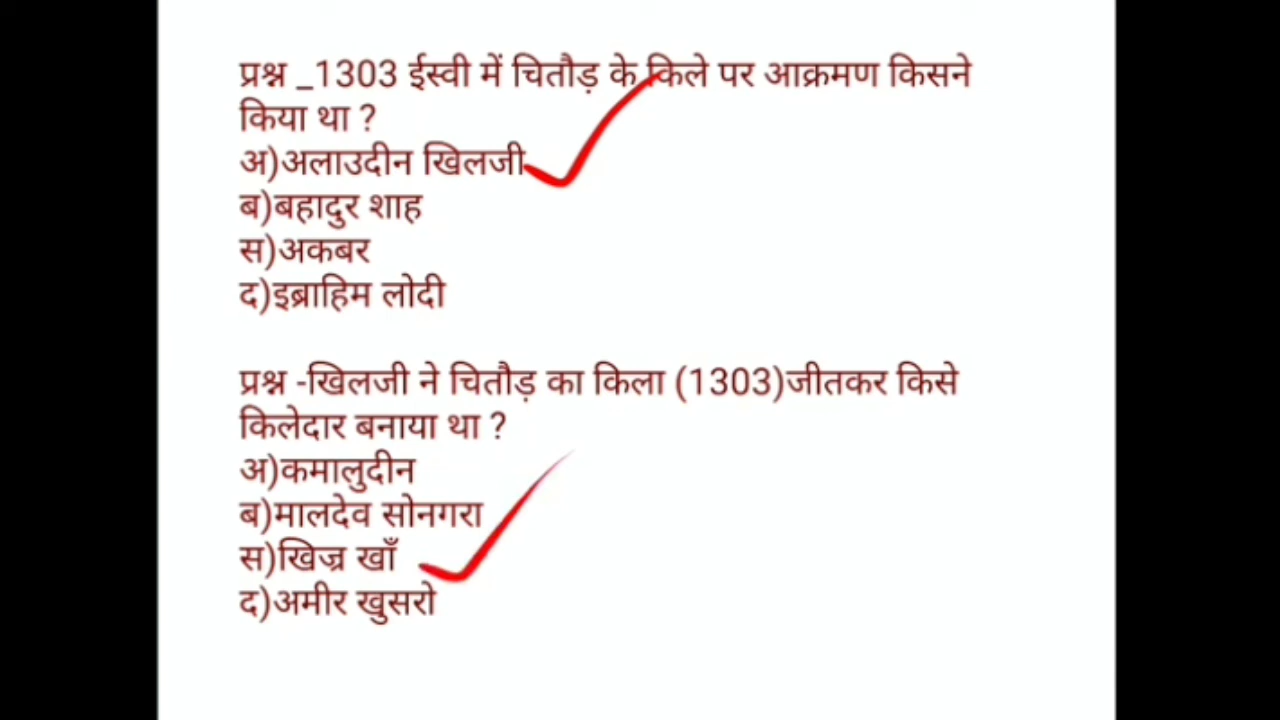 प्रश्न _1303 ईस्वी में चितौड़ के किले पर आक्रमण किसने
किया था ?
अ)अलाउदीन खिलजी
ब)बहादुर शाह
स)अकबर
द)इब्राहिम लोदी
प्रश्न -खिलजी ने चितौड़ का किला (1303)जीतकर किसे
किलेदार बनाया था ?
अ)कमालुदीन
ब)मालदेव सोनगरा
स)खिज्र खाँ
द)अमीर खुसरो